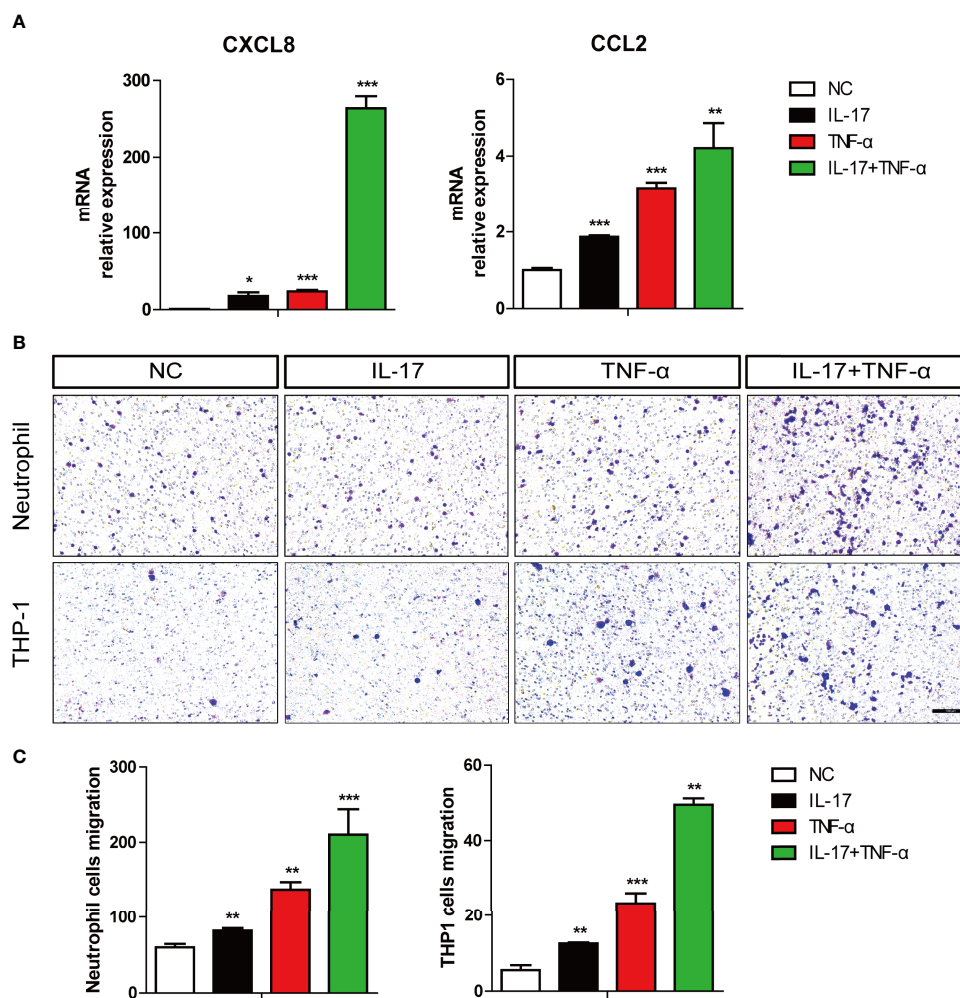 A
CXCL8
CCL2
mRNA
relative expression
300
200
100
0
*
***
***
mRNA
relative expression
6
4
2
0
***
***
**
NC
IL-17
TNF-α
IL-17+TNF-α
B
NC
IL-17
TNF-α
IL-17+TNF-α
Neutrophil
THP-1
C
Neutrophil cells migration
300
200
100
0
**
**
***
THP1 cells migration
60
40
20
0
**
***
**
NC
IL-17
TNF-α
IL-17+TNF-α